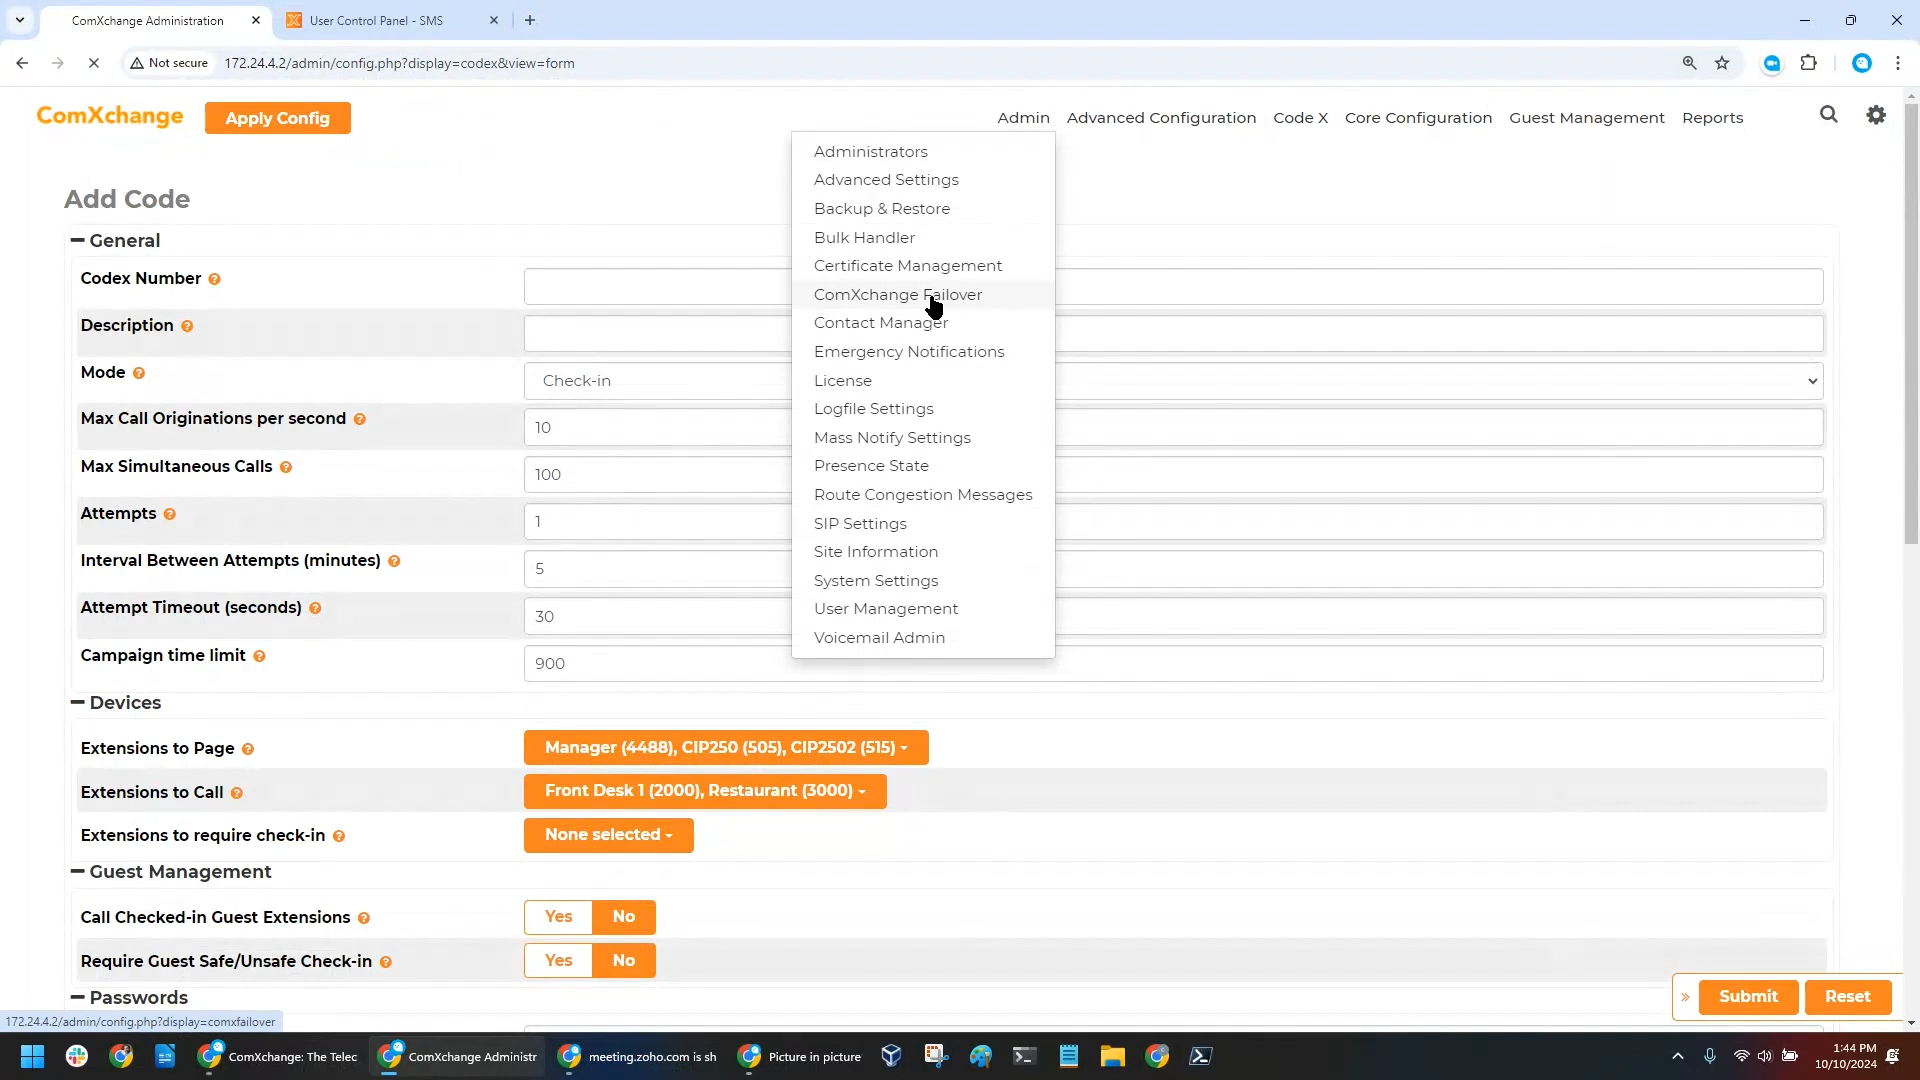 ComXchange Administration
User Control Panel - SMS
Not secure
172.24.4.2/admin/config.php?display=codex&view=form
ComXchange
Apply Config
Admin
Advanced Configuration
Code X
Core Configuration
Guest Management
Reports
Administrators
Advanced Settings
Backup & Restore
Bulk Handler
Certificate Management
ComXchange Failover
Contact Manager
Emergency Notifications
License
Logfile Settings
Mass Notify Settings
Presence State
Route Congestion Messages
SIP Settings
Site Information
System Settings
User Management
Voicemail Admin
Add Code
General
Codex Number
Description
Mode
Check-in
Max Call Originations per second
10
Max Simultaneous Calls
100
Attempts
1
Interval Between Attempts (minutes)
5
Attempt Timeout (seconds)
30
Campaign time limit
900
Devices
Extensions to Page
Manager (4488), CIP250 (505), CIP2502 (515)
Extensions to Call
Front Desk 1 (2000), Restaurant (3000)
Extensions to require check-in
None selected
Guest Management
Call Checked-in Guest Extensions
Yes No
Require Guest Safe/Unsafe Check-in
Yes No
Passwords
» Submit Reset
172.24.4.2/admin/config.php?display=comxfailover
ComXchange: The Telec
ComXchange Administr
meeting.zoho.com is sh
Picture in picture
1:44 PM
10/10/2024